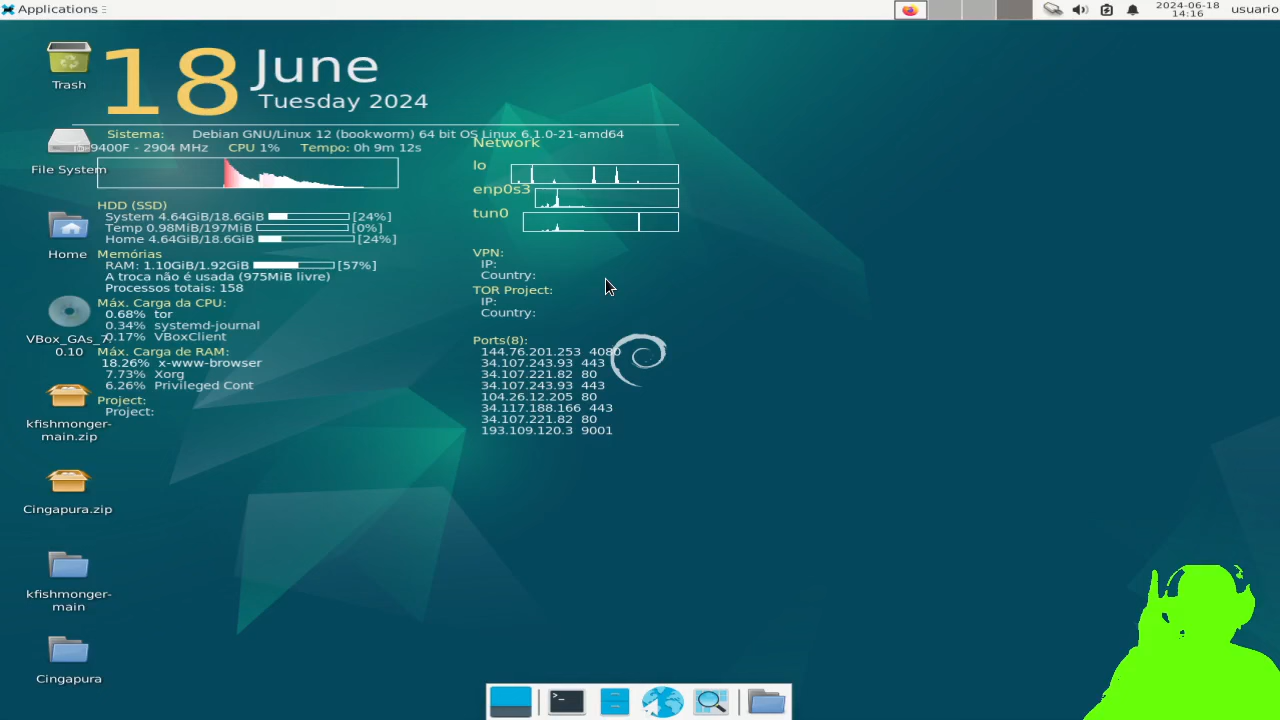 Applications
2024-06-18
14:16
usuario
Trash
18 June
Tuesday 2024
Sistema: Debian GNU/Linux 12 (bookworm) 64 bit OS Linux 6.1.0-21-amd64
9400F - 2904 MHz CPU 1% Tempo: 0h 9m 12s
File System
HDD (SSD)
System 4.64GiB/18.6GiB [24%]
Temp 0.98MiB/197MiB [0%]
Home 4.64GiB/18.6GiB [24%]
Home
Memórias
RAM: 1.10GiB/1.92GiB [57%]
A troca não é usada (975MiB livre)
Processos totais: 158
Máx. Carga da CPU:
0.68% tor
0.34% systemd-journal
0.17% VBoxClient
VBox_GAs_7.
0.10
Máx. Carga de RAM:
18.26% x-www-browser
7.73% Xorg
6.26% Privileged Cont
Project:
Project:
kfishmonger-
main.zip
Cingapura.zip
kfishmonger-
main
Cingapura
Network
lo
enp0s3
tun0
VPN:
IP:
Country:
TOR Project:
IP:
Country:
Ports(8):
144.76.201.253 4080
34.107.243.93 443
34.107.221.82 80
34.107.243.93 443
104.26.12.205 80
34.117.188.166 443
34.107.221.82 80
193.109.120.3 9001